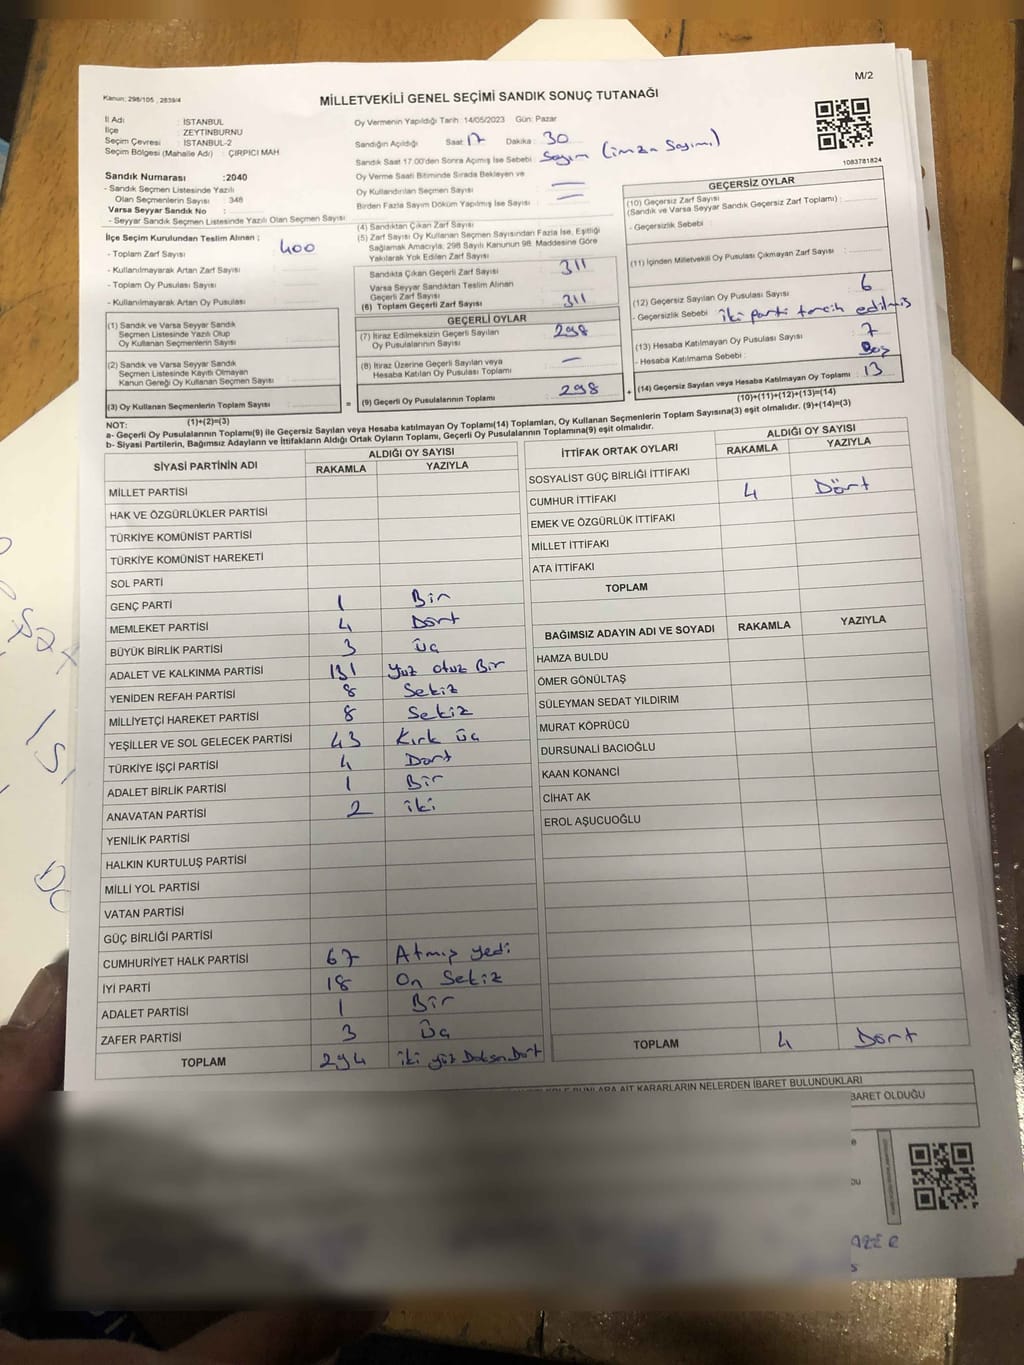 M/2
Kanun: 298/105 , 2839/4
MİLLETVEKİLİ GENEL SEÇİMİ SANDIK SONUÇ TUTANAĞI
İl Adı : İSTANBUL
İlçe : ZEYTİNBURNU
Seçim Çevresi : İSTANBUL-2
Seçim Bölgesi (Mahalle Adı) : ÇIRPICI MAH
Sandık Numarası :2040
- Sandık Seçmen Listesinde Yazılı
Olan Seçmenlerin Sayısı : 348
Varsa Seyyar Sandık No :
- Seyyar Sandık Seçmen Listesinde Yazılı Olan Seçmen Sayısı
İlçe Seçim Kurulundan Teslim Alınan ;
- Toplam Zarf Sayısı : 400
- Kullanılmayarak Artan Zarf Sayısı
- Toplam Oy Pusulası Sayısı
- Kullanılmayarak Artan Oy Pusulası
(1) Sandık ve Varsa Seyyar Sandık
Seçmen Listesinde Yazılı Olup
Oy Kullanan Seçmenlerin Sayısı :
(2) Sandık ve Varsa Seyyar Sandık
Seçmen Listesinde Kayıtlı Olmayan
Kanun Gereği Oy Kullanan Seçmen Sayısı :
(3) Oy Kullanan Seçmenlerin Toplam Sayısı :
(1)+(2)=(3)
Oy Vermenin Yapıldığı Tarih: 14/05/2023 Gün: Pazar
Sandığın Açıldığı Saat: 17 Dakika : 30
Sandık Saat 17.00'den Sonra Açımış İse Sebebi : Sayım (imza Sayımı)
Oy Verme Saati Bitiminde Sırada Bekleyen ve
Oy Kullandırılan Seçmen Sayısı :
Birden Fazla Sayım Döküm Yapılmış İse Sayısı :
(4) Sandıktan Çıkan Zarf Sayısı
(5) Zarf Sayısı Oy Kullanan Seçmen Sayısından Fazla İse, Eşitliği
Sağlamak Amacıyla; 298 Sayılı Kanunun 98. Maddesine Göre
Yakılarak Yok Edilen Zarf Sayısı :
Sandıkta Çıkan Geçerli Zarf Sayısı : 311
Varsa Seyyar Sandıktan Teslim Alınan
Geçerli Zarf Sayısı
(6) Toplam Geçerli Zarf Sayısı : 311
GEÇERLİ OYLAR
(7) İtiraz Edilmeksizin Geçerli Sayılan
Oy Pusulalarının Sayısı : 298
(8) İtiraz Üzerine Geçerli Sayılan veya
Hesaba Katılan Oy Pusulası Toplamı : —
(9) Geçerli Oy Pusulalarının Toplamı : 298
1083781824
GEÇERSİZ OYLAR
(10) Geçersiz Zarf Sayısı
(Sandık ve Varsa Seyyar Sandık Geçersiz Zarf Toplamı) :
- Geçersizlik Sebebi :
(11) İçinden Milletvekili Oy Pusulası Çıkmayan Zarf Sayısı :
(12) Geçersiz Sayılan Oy Pusulası Sayısı : 6
- Geçersizlik Sebebi : iki parti tercih edilmiş
(13) Hesaba Katılmayan Oy Pusulası Sayısı : 7
- Hesaba Katılmama Sebebi : Boş
(14) Geçersiz Sayılan veya Hesaba Katılmayan Oy Toplamı : 13
(10)+(11)+(12)+(13)=(14)
NOT:
a- Geçerli Oy Pusulalarının Toplamı(9) ile Geçersiz Sayılan veya Hesaba katılmayan Oy Toplamı(14) Toplamları, Oy Kullanan Seçmenlerin Toplam Sayısına(3) eşit olmalıdır. (9)+(14)=(3)
b- Siyasi Partilerin, Bağımsız Adayların ve İttifakların Aldığı Ortak Oyların Toplamı, Geçerli Oy Pusulalarının Toplamına(9) eşit olmalıdır.
SİYASİ PARTİNİN ADI ALDIĞI OY SAYISI
RAKAMLA YAZIYLA
MİLLET PARTİSİ
HAK VE ÖZGÜRLÜKLER PARTİSİ
TÜRKİYE KOMÜNİST PARTİSİ
TÜRKİYE KOMÜNİST HAREKETİ
SOL PARTİ
GENÇ PARTİ 1 Bir
MEMLEKET PARTİSİ 4 Dört
BÜYÜK BİRLİK PARTİSİ 3 Üç
ADALET VE KALKINMA PARTİSİ 131 Yüz otuz Bir
YENİDEN REFAH PARTİSİ 8 Sekiz
MİLLİYETÇİ HAREKET PARTİSİ 8 Sekiz
YEŞİLLER VE SOL GELECEK PARTİSİ 43 Kırk Üç
TÜRKİYE İŞÇİ PARTİSİ 4 Dört
ADALET BİRLİK PARTİSİ 1 Bir
ANAVATAN PARTİSİ 2 iki
YENİLİK PARTİSİ
HALKIN KURTULUŞ PARTİSİ
MİLLİ YOL PARTİSİ
VATAN PARTİSİ
GÜÇ BİRLİĞİ PARTİSİ
CUMHURİYET HALK PARTİSİ 67 Atmış yedi
İYİ PARTİ 18 On Sekiz
ADALET PARTİSİ 1 Bir
ZAFER PARTİSİ 3 Üç
TOPLAM 294 iki yüz Doksan Dört
İTTİFAK ORTAK OYLARI ALDIĞI OY SAYISI
RAKAMLA YAZIYLA
SOSYALİST GÜÇ BİRLİĞİ İTTİFAKI
CUMHUR İTTİFAKI 4 Dört
EMEK VE ÖZGÜRLÜK İTTİFAKI
MİLLET İTTİFAKI
ATA İTTİFAKI
TOPLAM
BAĞIMSIZ ADAYIN ADI VE SOYADI RAKAMLA YAZIYLA
HAMZA BULDU
ÖMER GÖNÜLTAŞ
SÜLEYMAN SEDAT YILDIRIM
MURAT KÖPRÜCÜ
DURSUNALİ BACIOĞLU
KAAN KONANCİ
CİHAT AK
EROL AŞUCUOĞLU
TOPLAM 4 Dört
BUNLARA AİT KARARLARIN NELERDEN İBARET BULUNDUKLARI
BARET OLDUĞU